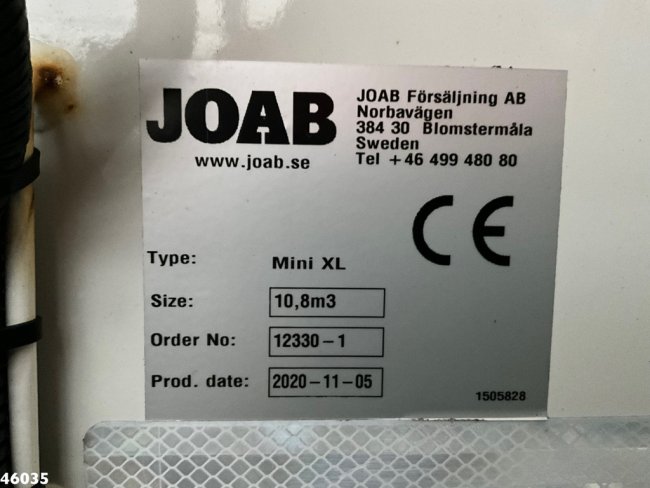 JOAB
www.joab.se
JOAB Försäljning AB
Norbavägen
384 30 Blomstermåla
Sweden
Tel +46 499 480 80
CE
Type: Mini XL
Size: 10,8m3
Order No: 12330-1
Prod. date: 2020-11-05
1505828
46035